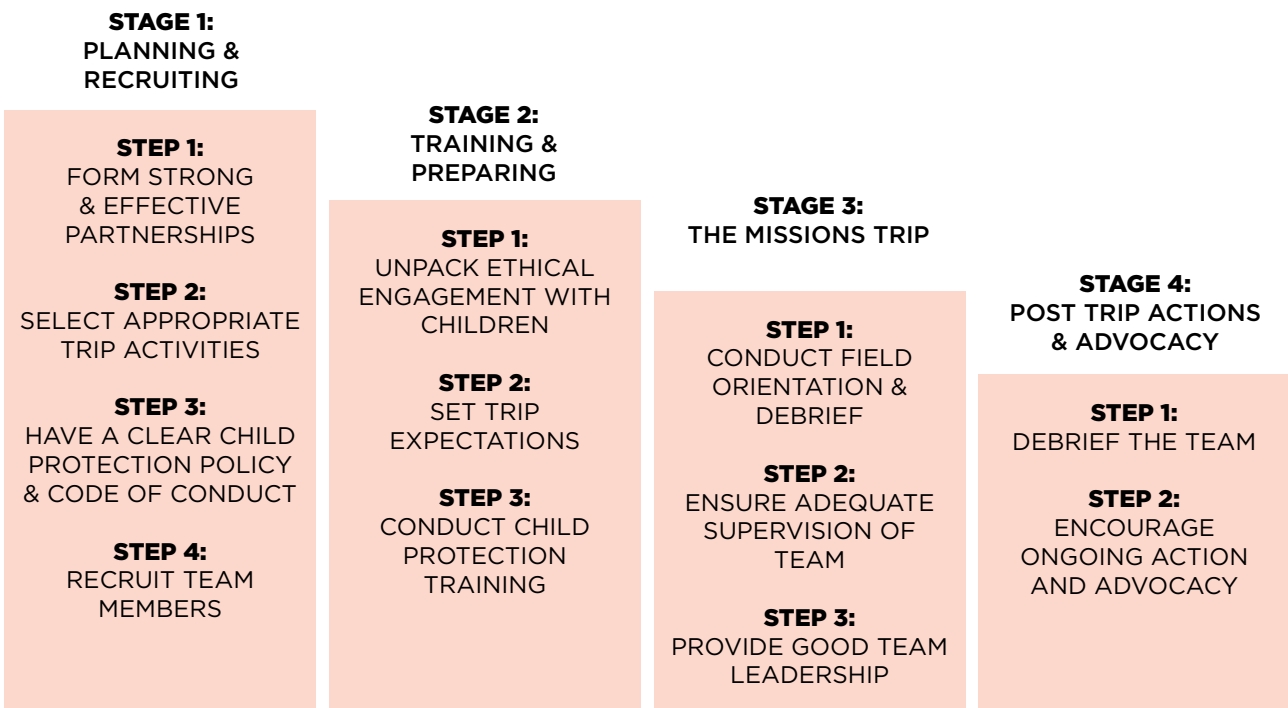 STAGE 1:
PLANNING &
RECRUITING
STEP 1:
FORM STRONG
& EFFECTIVE
PARTNERSHIPS
STEP 2:
SELECT APPROPRIATE
TRIP ACTIVITIES
STEP 3:
HAVE A CLEAR CHILD
PROTECTION POLICY
& CODE OF CONDUCT
STEP 4:
RECRUIT TEAM
MEMBERS
STAGE 2:
TRAINING &
PREPARING
STEP 1:
UNPACK ETHICAL
ENGAGEMENT WITH
CHILDREN
STEP 2:
SET TRIP
EXPECTATIONS
STEP 3:
CONDUCT CHILD
PROTECTION
TRAINING
STAGE 3:
THE MISSIONS TRIP
STEP 1:
CONDUCT FIELD
ORIENTATION &
DEBRIEF
STEP 2:
ENSURE ADEQUATE
SUPERVISION OF
TEAM
STEP 3:
PROVIDE GOOD TEAM
LEADERSHIP
STAGE 4:
POST TRIP ACTIONS
& ADVOCACY
STEP 1:
DEBRIEF THE TEAM
STEP 2:
ENCOURAGE
ONGOING ACTION
AND ADVOCACY